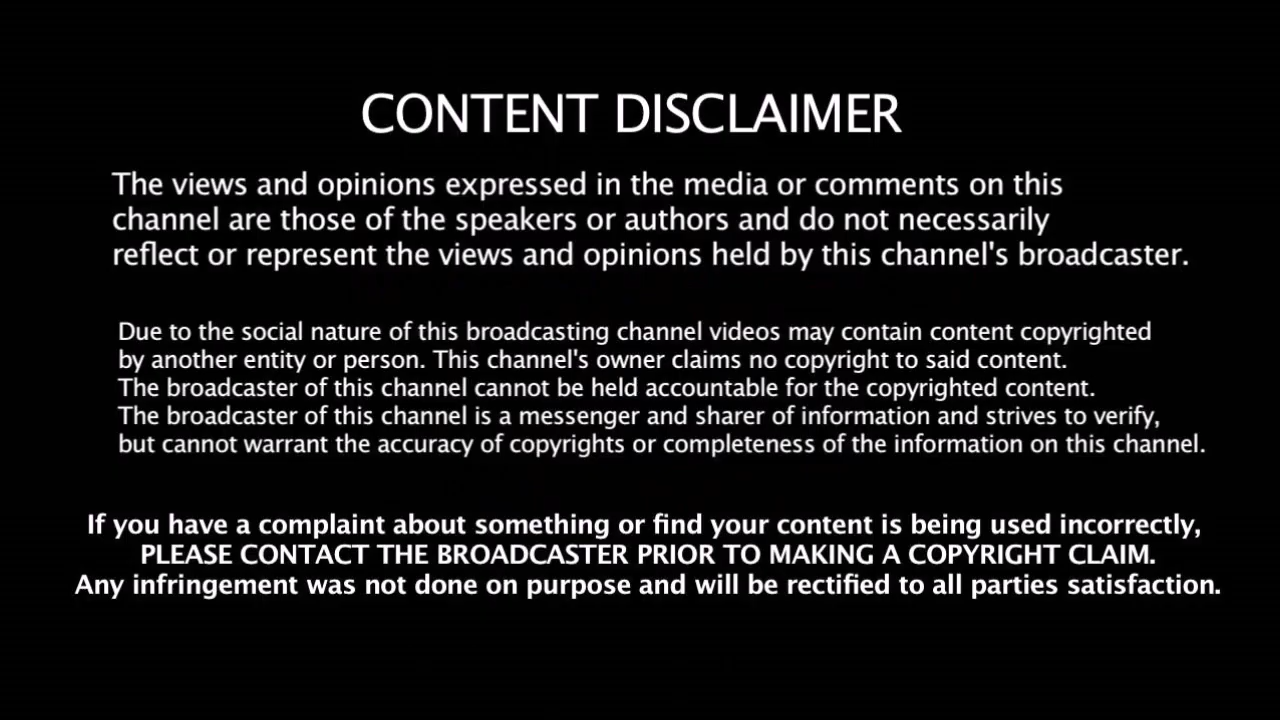 CONTENT DISCLAIMER
The views and opinions expressed in the media or comments on this
channel are those of the speakers or authors and do not necessarily
reflect or represent the views and opinions held by this channel's broadcaster.
Due to the social nature of this broadcasting channel videos may contain content copyrighted
by another entity or person. This channel's owner claims no copyright to said content.
The broadcaster of this channel cannot be held accountable for the copyrighted content.
The broadcaster of this channel is a messenger and sharer of information and strives to verify,
but cannot warrant the accuracy of copyrights or completeness of the information on this channel.
If you have a complaint about something or find your content is being used incorrectly,
PLEASE CONTACT THE BROADCASTER PRIOR TO MAKING A COPYRIGHT CLAIM.
Any infringement was not done on purpose and will be rectified to all parties satisfaction.